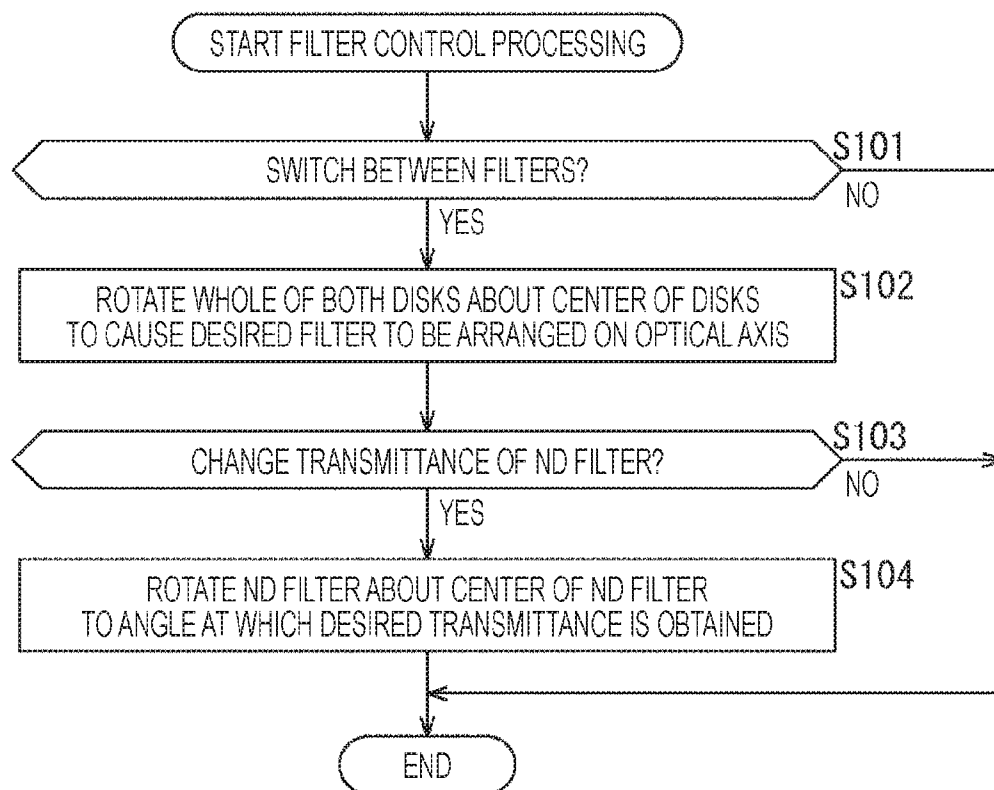 START FILTER CONTROL PROCESSING
S101
SWITCH BETWEEN FILTERS?
NO
YES
S102
ROTATE WHOLE OF BOTH DISKS ABOUT CENTER OF DISKS
TO CAUSE DESIRED FILTER TO BE ARRANGED ON OPTICAL AXIS
S103
CHANGE TRANSMITTANCE OF ND FILTER?
NO
YES
S104
ROTATE ND FILTER ABOUT CENTER OF ND FILTER
TO ANGLE AT WHICH DESIRED TRANSMITTANCE IS OBTAINED
END